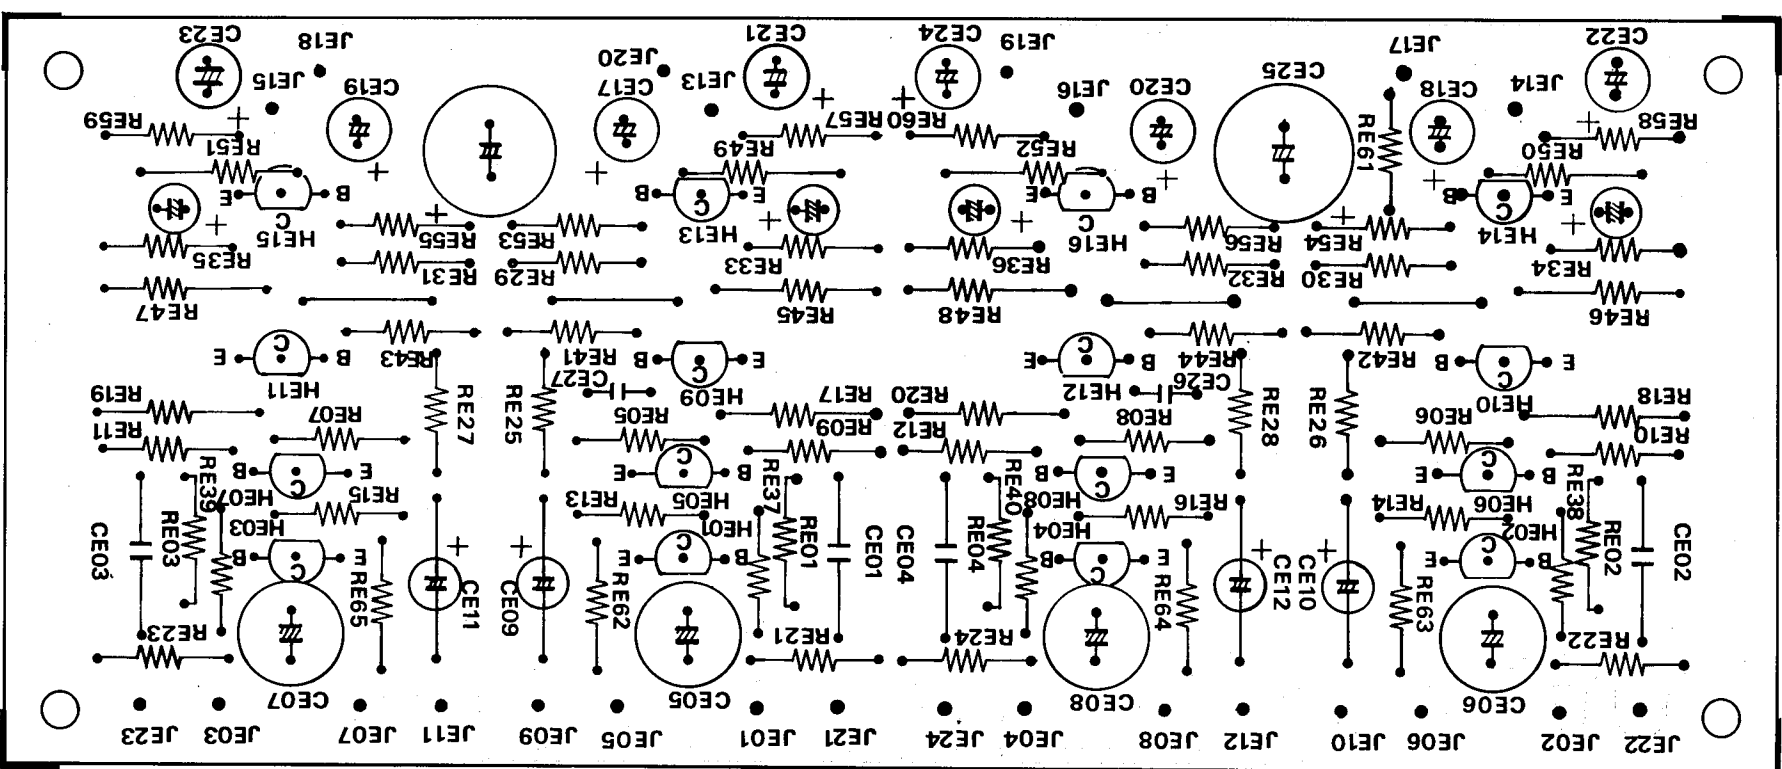 CE23 JE18 JE20 CE21 CE24 JE19 JE17 CE22
JE15 CE19 CE17 JE13 JE16 CE20 CE25 CE18 JE14
RE59 + + RE57 + RE60 + RE58
RE51 + + RE49 RE52 + RE61 + RE50
E C B B C E E C B B C E
+ HE15 + RE55 RE53 HE13 + + HE16 RE56 + RE54 HE14 +
RE35 RE31 RE29 RE33 RE36 RE32 RE30 RE34
RE47 RE45 RE48 RE46
RE43 RE41 RE44 RE42
E C B B C E E C B B C E
HE11 CE27 HE09 HE12 CE26 HE10
RE19 RE07 RE27 RE25 RE05 RE17 RE20 RE08 RE28 RE26 RE06 RE18
RE11 RE09 RE12 RE10
B C E E C B B C E E C B
RE39 HE07 RE15 RE13 HE05 RE37 RE40 HE08 RE16 RE14 HE06 RE38
HE03 HE01 HE04 HE02
CE03 RE03 B C E + + E C B RE01 CE01 CE04 RE04 B C E + + E C B RE02 CE02
RE65 CE11 CE09 RE62 RE64 CE12 CE10 RE63
RE23 RE21 RE24 RE22
CE07 CE05 CE08 CE06
JE23 JE03 JE07 JE11 JE09 JE05 JE01 JE21 JE24 JE04 JE08 JE12 JE10 JE06 JE02 JE22